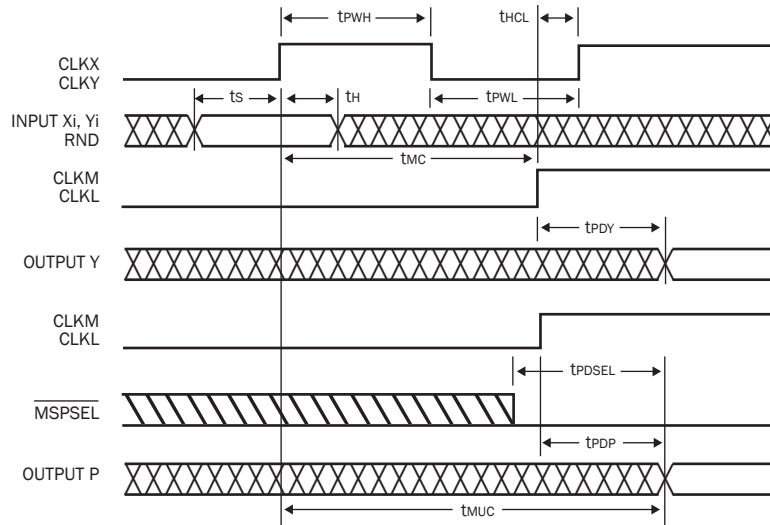 tPWH
tHCL
CLKX
CLKY
tS
tH
tPWL
INPUT Xi, Yi
RND
tMC
CLKM
CLKL
tPDY
OUTPUT Y
CLKM
CLKL
tPDSEL
MSPSEL
tPDP
OUTPUT P
tMUC